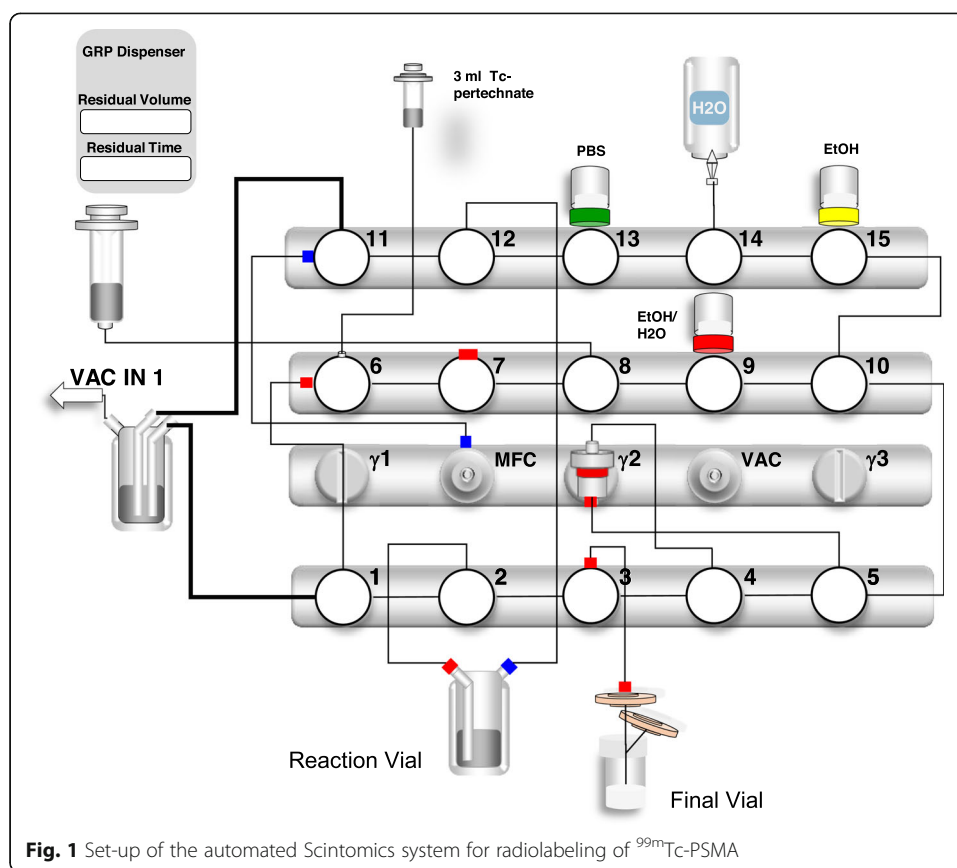 GRP Dispenser
Residual Volume
Residual Time
3 ml Tc-
pertechnate
H2O
PBS
EtOH
11
12
13
14
15
EtOH/
H2O
VAC IN 1
6
7
8
9
10
γ1
MFC
γ2
VAC
γ3
1
2
3
4
5
Reaction Vial
Final Vial
Fig. 1 Set-up of the automated Scintomics system for radiolabeling of ⁹⁹ᵐTc-PSMA